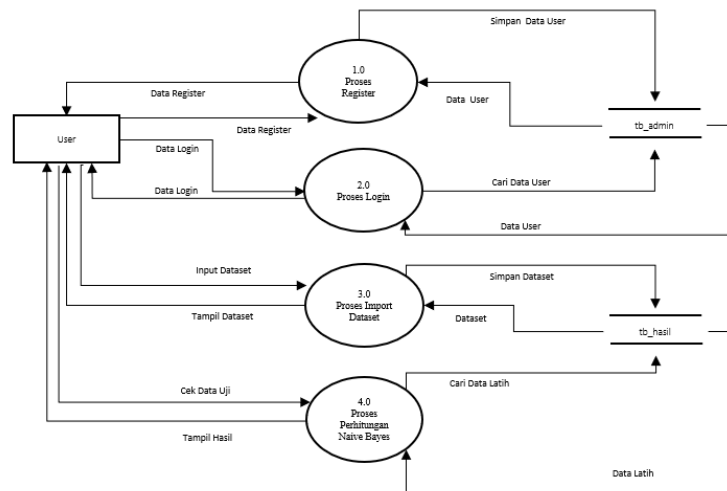 Simpan Data User
1.0
Proses
Register
Data Register
Data User
Data Register
tb_admin
User
Data Login
2.0
Proses Login
Data Login
Cari Data User
Data User
Input Dataset
Simpan Dataset
3.0
Proses Import
Dataset
Tampil Dataset
Dataset
tb_hasil
Cek Data Uji
Cari Data Latih
4.0
Proses
Perhitungan
Naive Bayes
Tampil Hasil
Data Latih